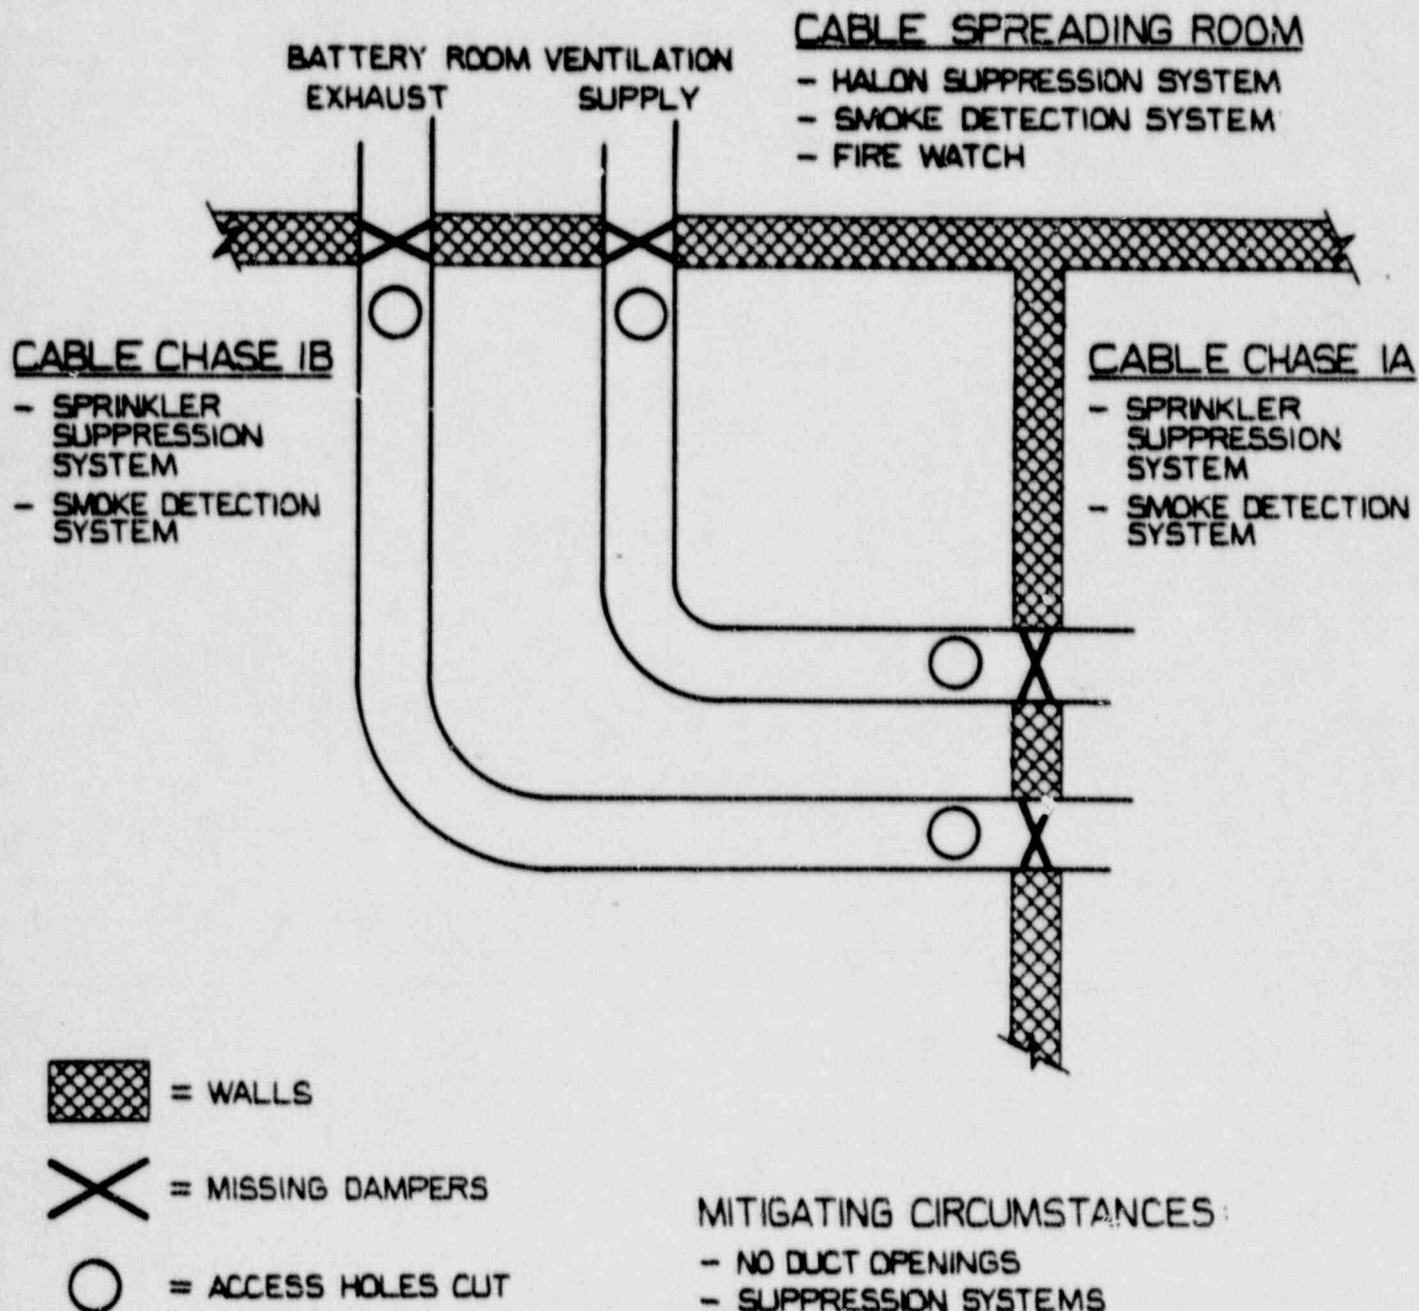 CABLE SPREADING ROOM
- HALON SUPPRESSION SYSTEM
- SMOKE DETECTION SYSTEM
- FIRE WATCH
BATTERY ROOM VENTILATION
EXHAUST SUPPLY
CABLE CHASE 1B
- SPRINKLER
SUPPRESSION
SYSTEM
- SMOKE DETECTION
SYSTEM
CABLE CHASE 1A
- SPRINKLER
SUPPRESSION
SYSTEM
- SMOKE DETECTION
SYSTEM
= WALLS
= MISSING DAMPERS
= ACCESS HOLES CUT
MITIGATING CIRCUMSTANCES:
- NO DUCT OPENINGS
- SUPPRESSION SYSTEMS